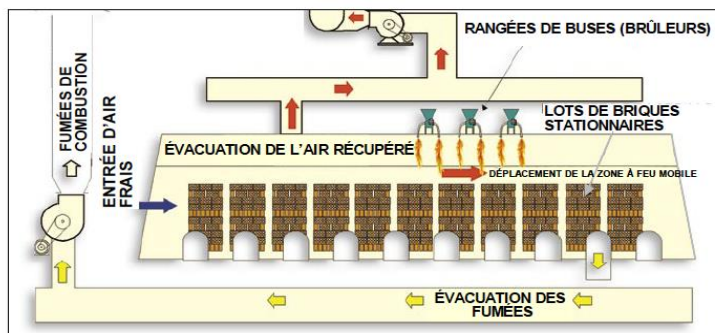 RANGÉES DE BUSES (BRÛLEURS)
FUMÉES DE
COMBUSTION
ENTRÉE D'AIR
FRAIS
LOTS DE BRIQUES
STATIONNAIRES
ÉVACUATION DE L'AIR RÉCUPÉRÉ
DÉPLACEMENT DE LA ZONE À FEU MOBILE
ÉVACUATION DES
FUMÉES